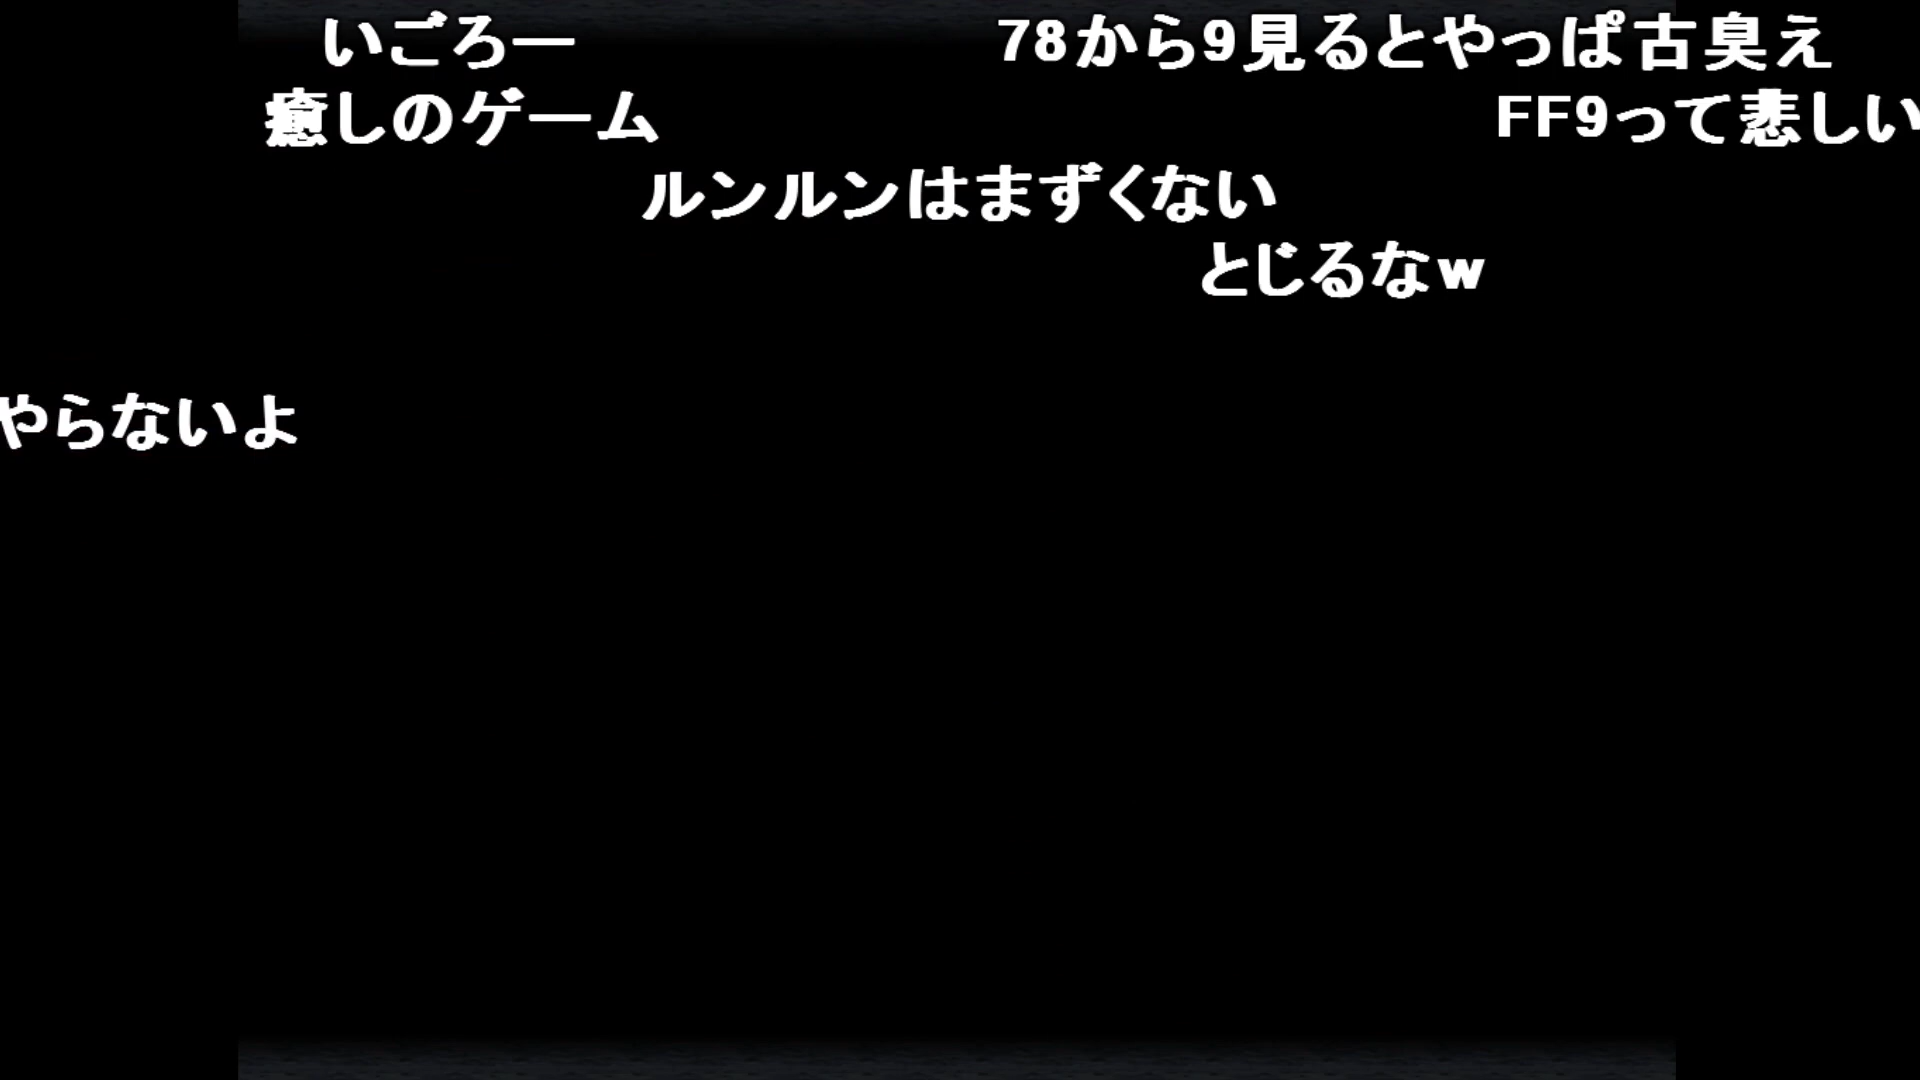 いごろー
78から9見るとやっぱ古臭え
癒しのゲーム
FF9って悲しい
ルンルンはまずくない
とじるなw
やらないよ